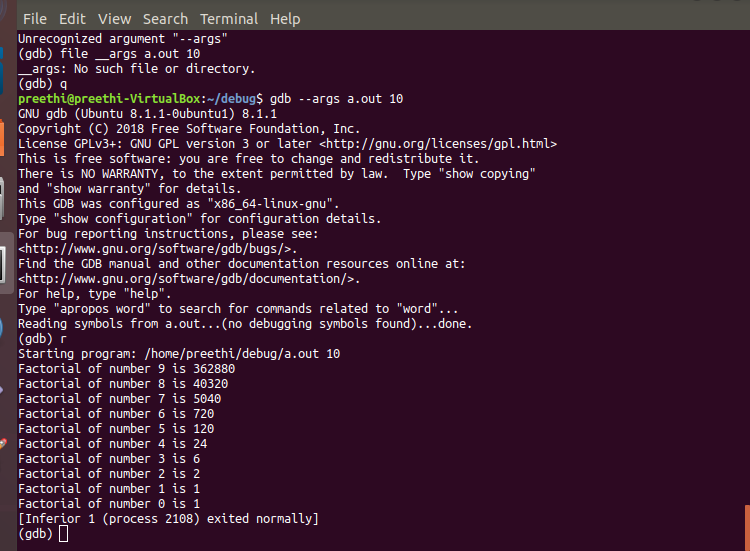 File Edit View Search Terminal Help
Unrecognized argument "--args"
(gdb) file __args a.out 10
__args: No such file or directory.
(gdb) q
preethi@preethi-VirtualBox:~/debug$ gdb --args a.out 10
GNU gdb (Ubuntu 8.1.1-0ubuntu1) 8.1.1
Copyright (C) 2018 Free Software Foundation, Inc.
License GPLv3+: GNU GPL version 3 or later <http://gnu.org/licenses/gpl.html>
This is free software: you are free to change and redistribute it.
There is NO WARRANTY, to the extent permitted by law.  Type "show copying"
and "show warranty" for details.
This GDB was configured as "x86_64-linux-gnu".
Type "show configuration" for configuration details.
For bug reporting instructions, please see:
<http://www.gnu.org/software/gdb/bugs/>.
Find the GDB manual and other documentation resources online at:
<http://www.gnu.org/software/gdb/documentation/>.
For help, type "help".
Type "apropos word" to search for commands related to "word"...
Reading symbols from a.out...(no debugging symbols found)...done.
(gdb) r
Starting program: /home/preethi/debug/a.out 10
Factorial of number 9 is 362880
Factorial of number 8 is 40320
Factorial of number 7 is 5040
Factorial of number 6 is 720
Factorial of number 5 is 120
Factorial of number 4 is 24
Factorial of number 3 is 6
Factorial of number 2 is 2
Factorial of number 1 is 1
Factorial of number 0 is 1
[Inferior 1 (process 2108) exited normally]
(gdb)